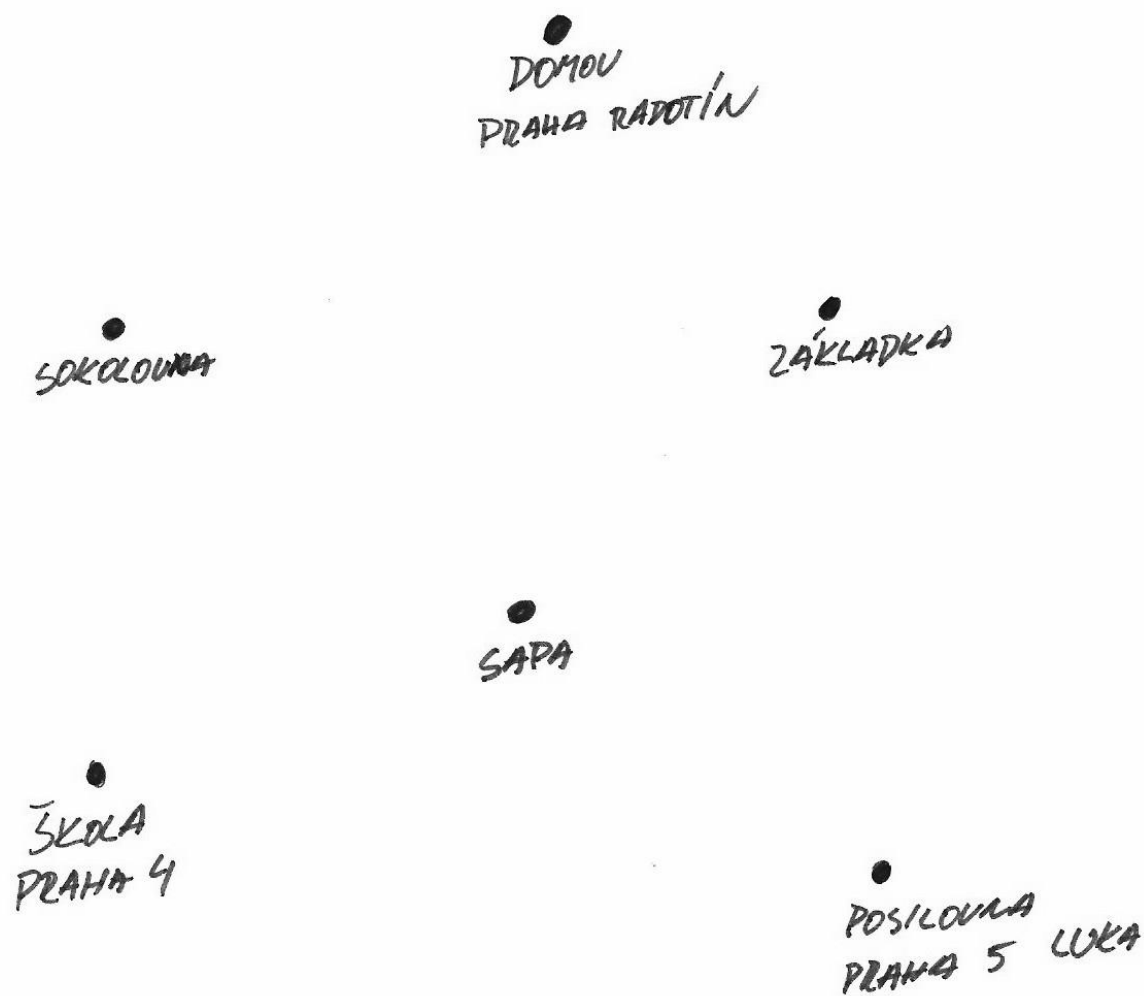 DOMOV
PRAHA RADOTÍN
SOKOLOVNA
ZÁKLADKA
SAPA
ŠKOLA
PRAHA 4
POSILOVNA
PRAHA 5 LUKA